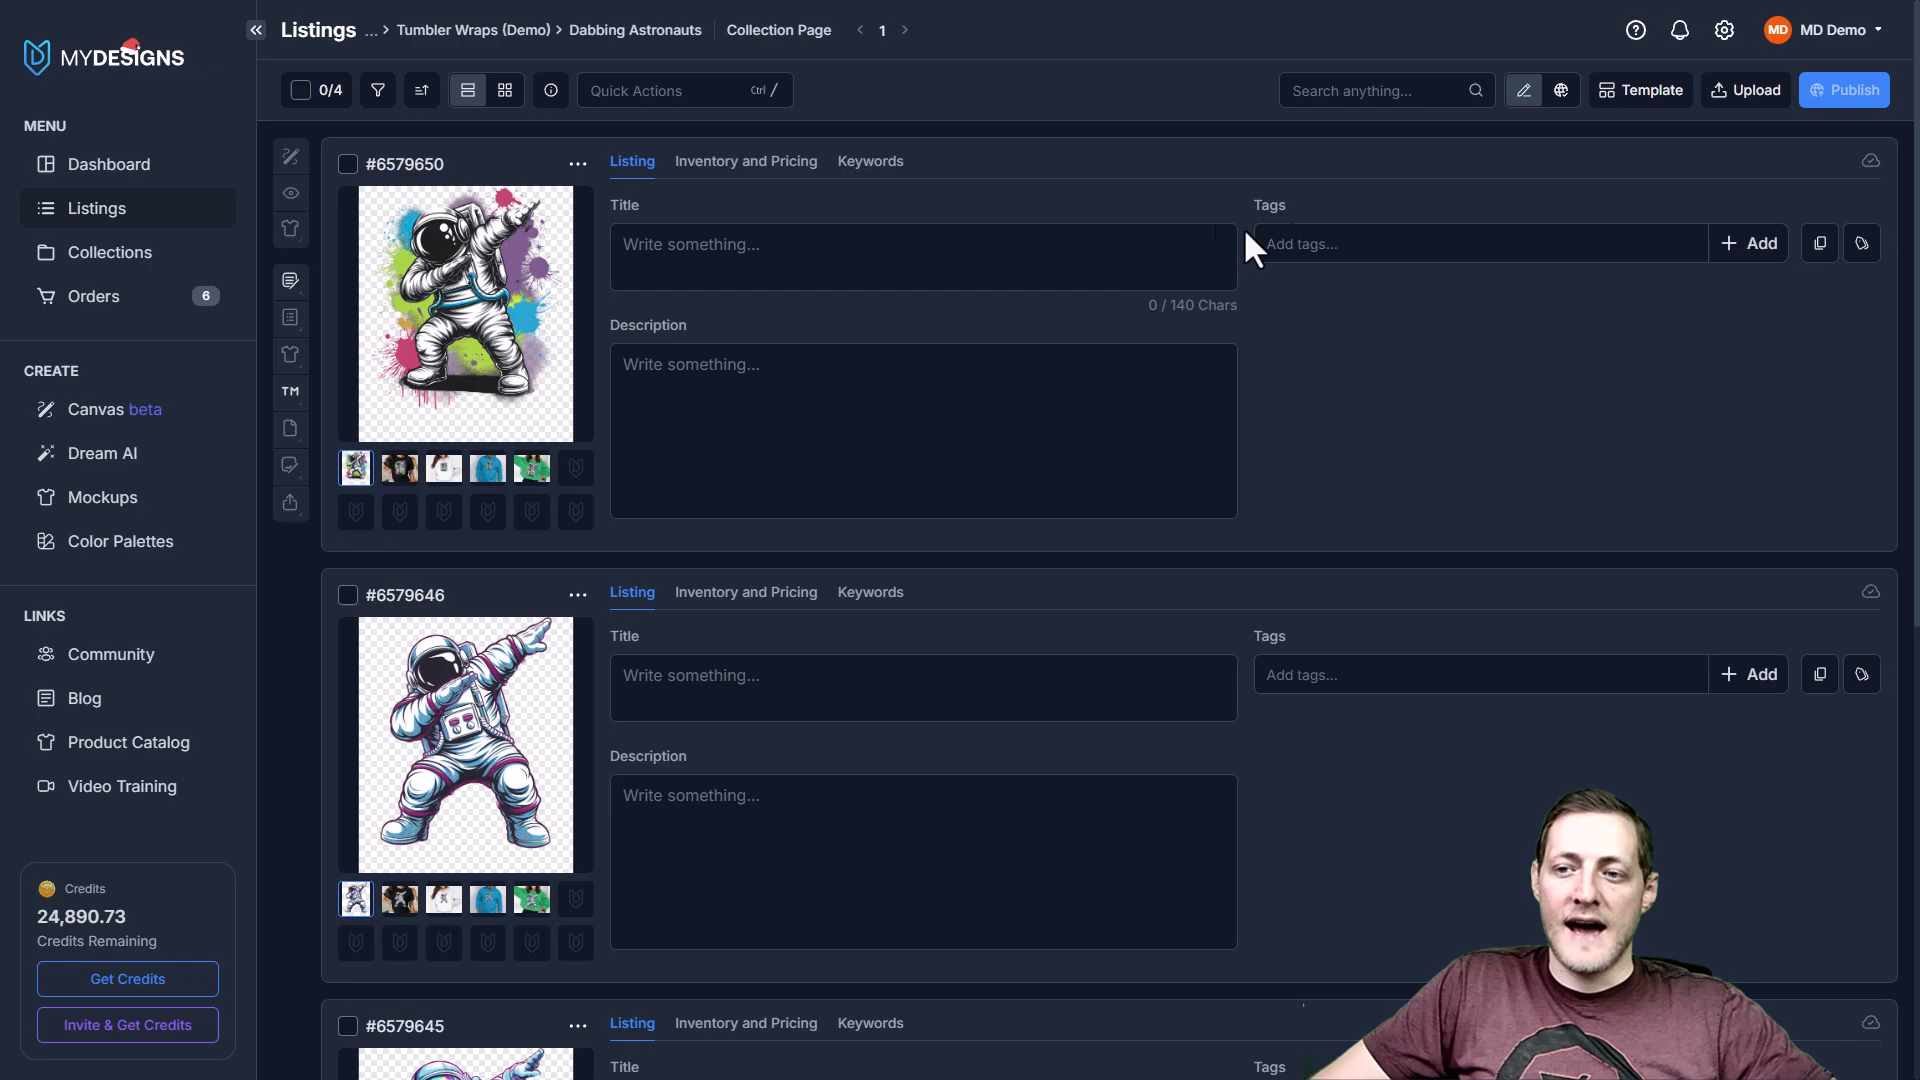 MYDESIGNS
MENU
Dashboard
Listings
Collections
Orders
6
CREATE
Canvas beta
Dream AI
Mockups
Color Palettes
LINKS
Community
Blog
Product Catalog
Video Training
Credits
24,890.73
Credits Remaining
Get Credits
Invite & Get Credits
Listings ... > Tumbler Wraps (Demo) > Dabbing Astronauts Collection Page < 1 >
MD MD Demo
0/4
Quick Actions Ctrl /
Search anything...
Template
Upload
Publish
TM
#6579650 ...
Listing Inventory and Pricing Keywords
Title
Write something...
0 / 140 Chars
Tags
Add tags...
+ Add
Description
Write something...
#6579646 ...
Listing Inventory and Pricing Keywords
Title
Write something...
Tags
Add tags...
+ Add
Description
Write something...
#6579645 ...
Listing Inventory and Pricing Keywords
Title
Tags